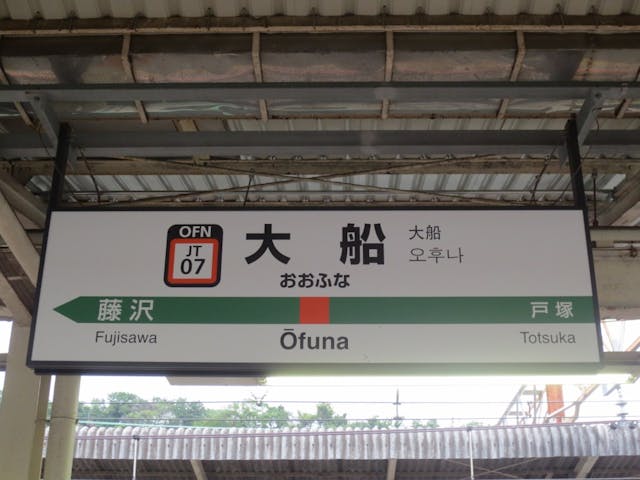 OFN
JT
07
大船
おおふな
大船
오후나
藤沢
戸塚
Fujisawa
Ōfuna
Totsuka